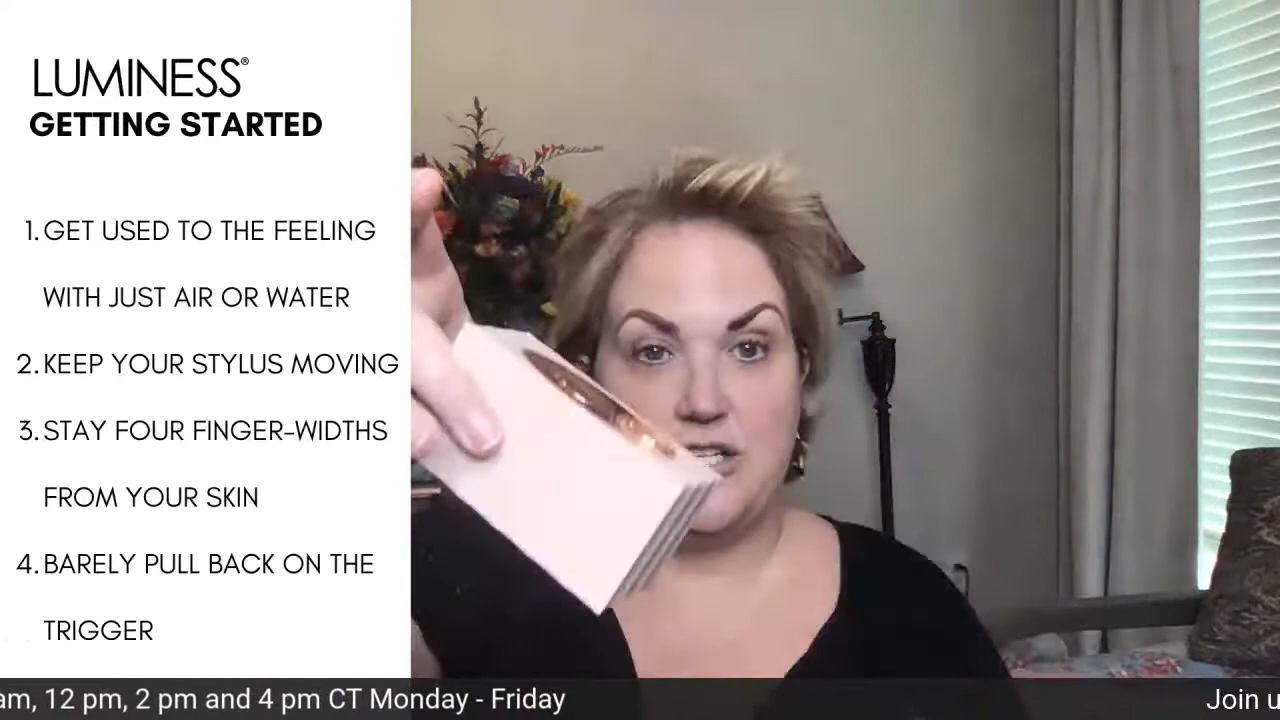 LUMINESS®
GETTING STARTED
1. GET USED TO THE FEELING
WITH JUST AIR OR WATER
2. KEEP YOUR STYLUS MOVING
3. STAY FOUR FINGER-WIDTHS
FROM YOUR SKIN
4. BARELY PULL BACK ON THE
TRIGGER
am, 12 pm, 2 pm and 4 pm CT Monday - Friday
Join u